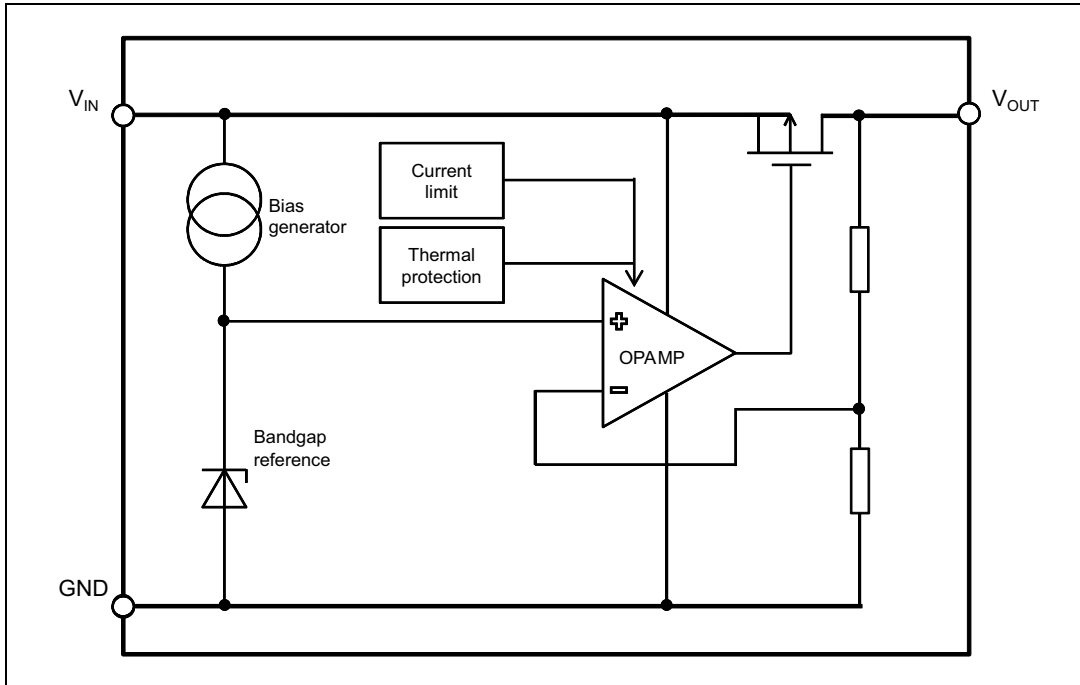 V_IN
V_OUT
Current
limit
Bias
generator
Thermal
protection
+
OPAMP
-
Bandgap
reference
GND